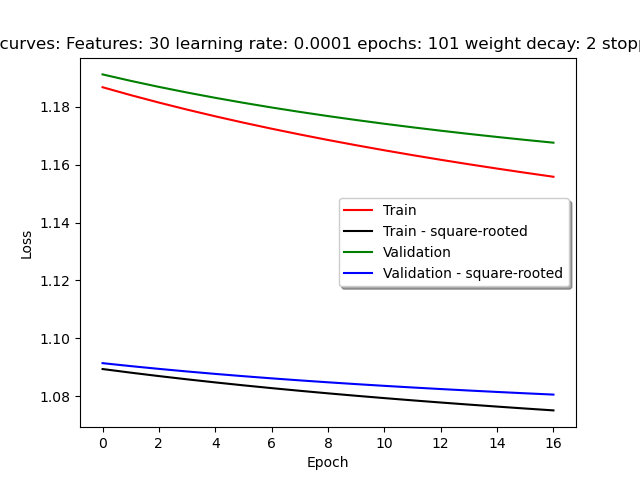 curves: Features: 30 learning rate: 0.0001 epochs: 101 weight decay: 2 stopp
1.18
1.16
1.14
1.12
1.10
1.08
Loss
Train
Train - square-rooted
Validation
Validation - square-rooted
0 2 4 6 8 10 12 14 16
Epoch